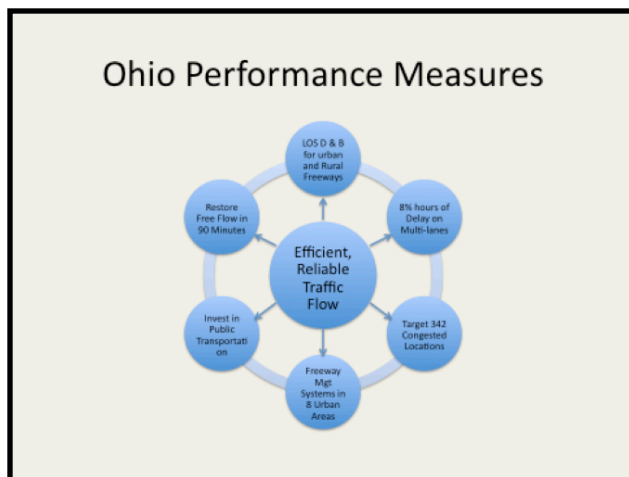 Ohio Performance Measures
LOS D & B
for urban
and Rural
Freeways
8% hours of
Delay on
Multi-lanes
Target 342
Congested
Locations
Freeway
Mgt
Systems in
8 Urban
Areas
Invest in
Public
Transportati
on
Restore
Free Flow in
90 Minutes
Efficient,
Reliable
Traffic
Flow